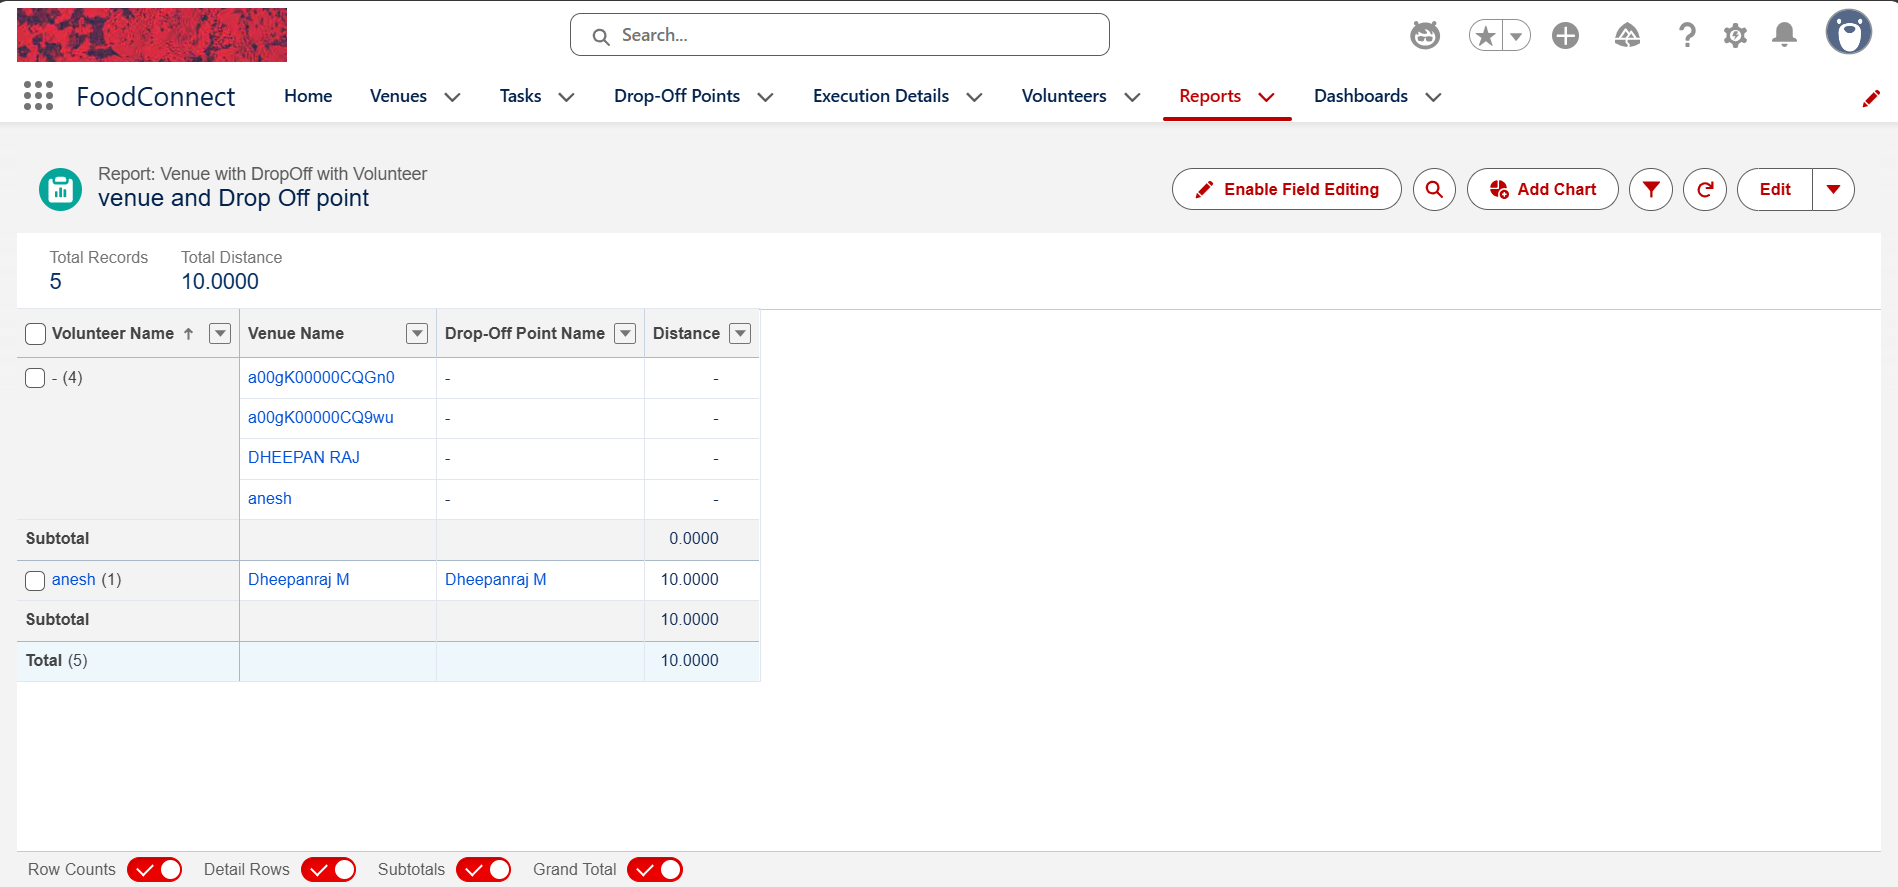 Search...
FoodConnect Home Venues Tasks Drop-Off Points Execution Details Volunteers Reports Dashboards
Report: Venue with DropOff with Volunteer
venue and Drop Off point
Enable Field Editing Add Chart Edit
Total Records Total Distance
5 10.0000
Volunteer Name ↑ Venue Name Drop-Off Point Name Distance
- (4) a00gK00000CQGn0 - -
a00gK00000CQ9wu - -
DHEEPAN RAJ - -
anesh - -
Subtotal 0.0000
anesh (1) Dheepanraj M Dheepanraj M 10.0000
Subtotal 10.0000
Total (5) 10.0000
Row Counts Detail Rows Subtotals Grand Total